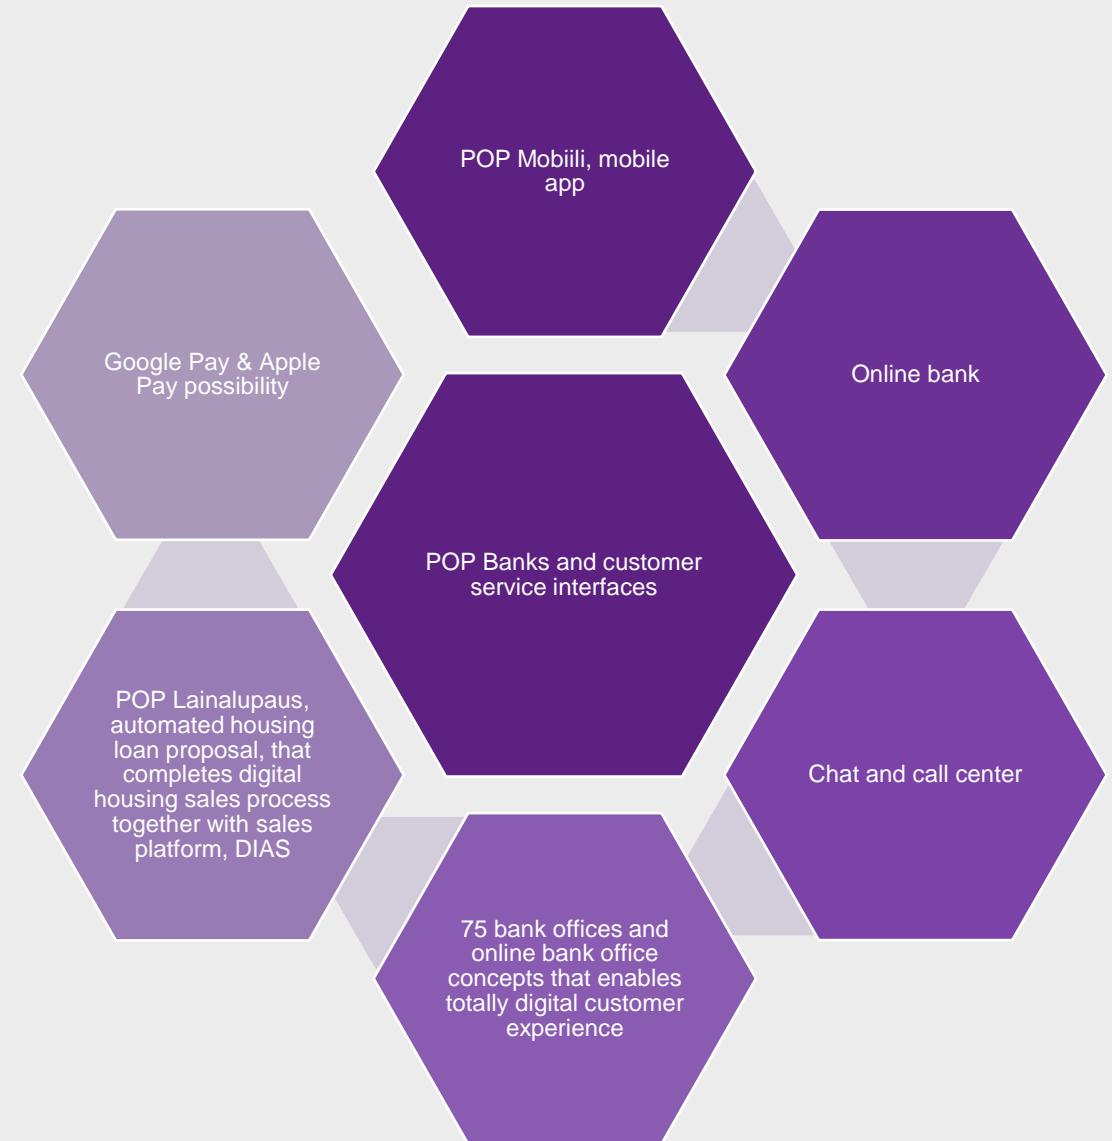 POP Mobiili, mobile
app
Online bank
Chat and call center
75 bank offices and
online bank office
concepts that enables
totally digital customer
experience
POP Lainalupaus,
automated housing
loan proposal, that
completes digital
housing sales process
together with sales
platform, DIAS
Google Pay & Apple
Pay possibility
POP Banks and customer
service interfaces